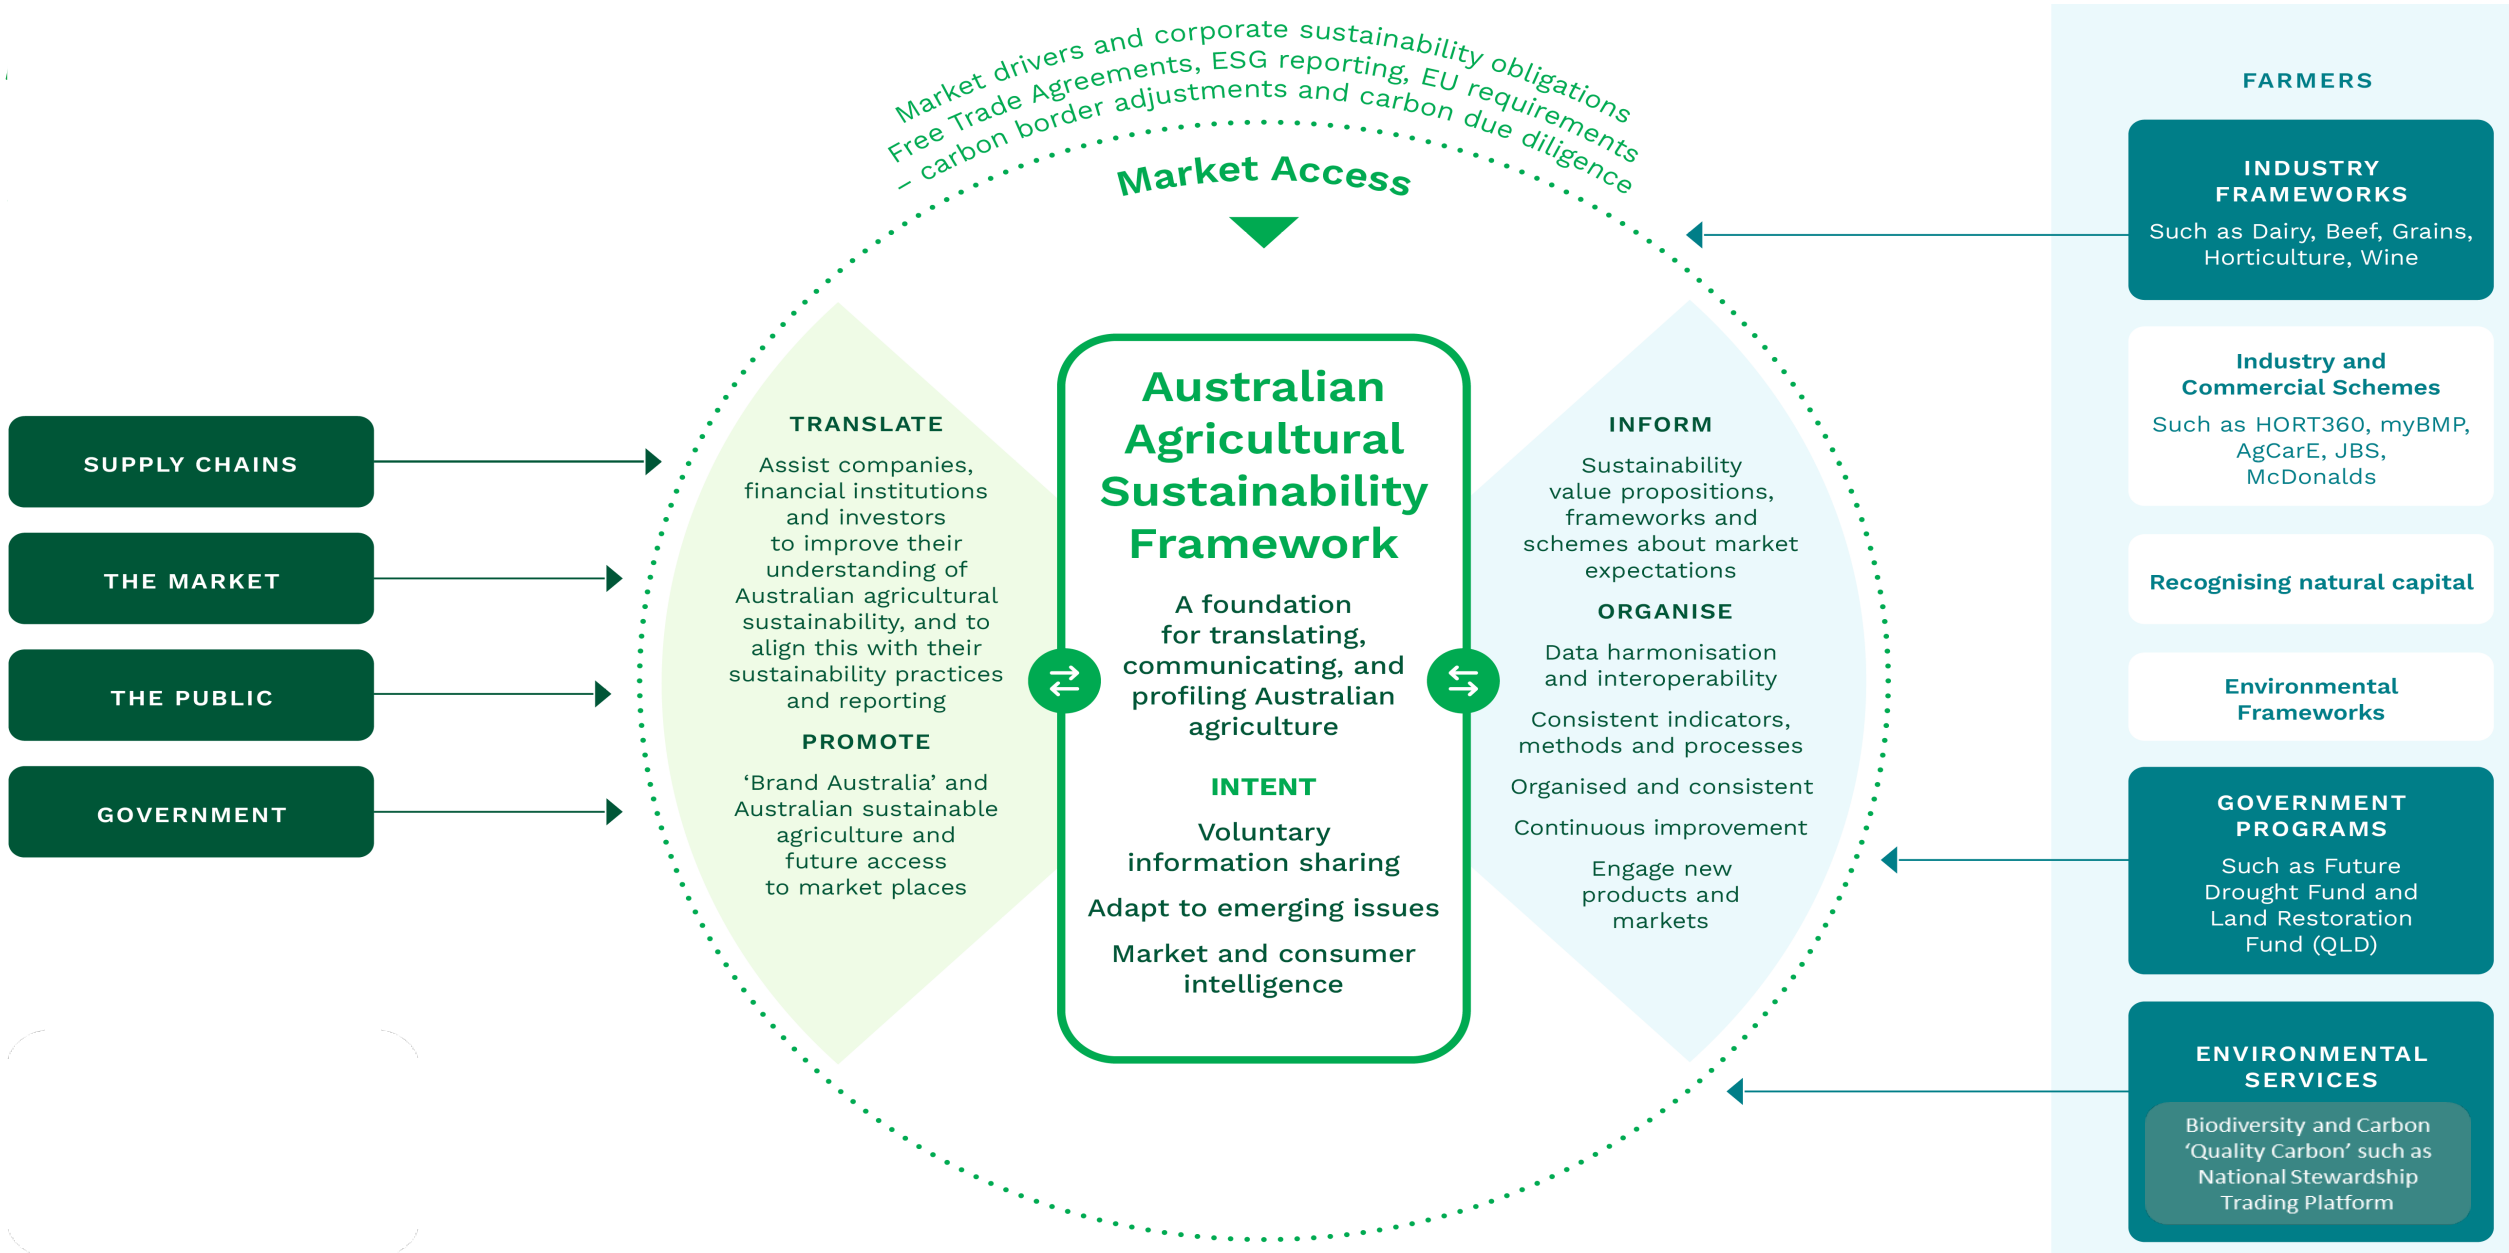 Market drivers and corporate sustainability obligations
Free Trade Agreements, ESG reporting, EU requirements
– carbon border adjustments and carbon due diligence
Market Access
SUPPLY CHAINS
THE MARKET
THE PUBLIC
GOVERNMENT
TRANSLATE
Assist companies,
financial institutions
and investors
to improve their
understanding of
Australian agricultural
sustainability, and to
align this with their
sustainability practices
and reporting
PROMOTE
‘Brand Australia’ and
Australian sustainable
agriculture and
future access
to market places
Australian
Agricultural
Sustainability
Framework
A foundation
for translating,
communicating, and
profiling Australian
agriculture
INTENT
Voluntary
information sharing
Adapt to emerging issues
Market and consumer
intelligence
INFORM
Sustainability
value propositions,
frameworks and
schemes about market
expectations
ORGANISE
Data harmonisation
and interoperability
Consistent indicators,
methods and processes
Organised and consistent
Continuous improvement
Engage new
products and
markets
FARMERS
INDUSTRY
FRAMEWORKS
Such as Dairy, Beef, Grains,
Horticulture, Wine
Industry and
Commercial Schemes
Such as HORT360, myBMP,
AgCarE, JBS,
McDonalds
Recognising natural capital
Environmental
Frameworks
GOVERNMENT
PROGRAMS
Such as Future
Drought Fund and
Land Restoration
Fund (QLD)
ENVIRONMENTAL
SERVICES
Biodiversity and Carbon
‘Quality Carbon’ such as
National Stewardship
Trading Platform